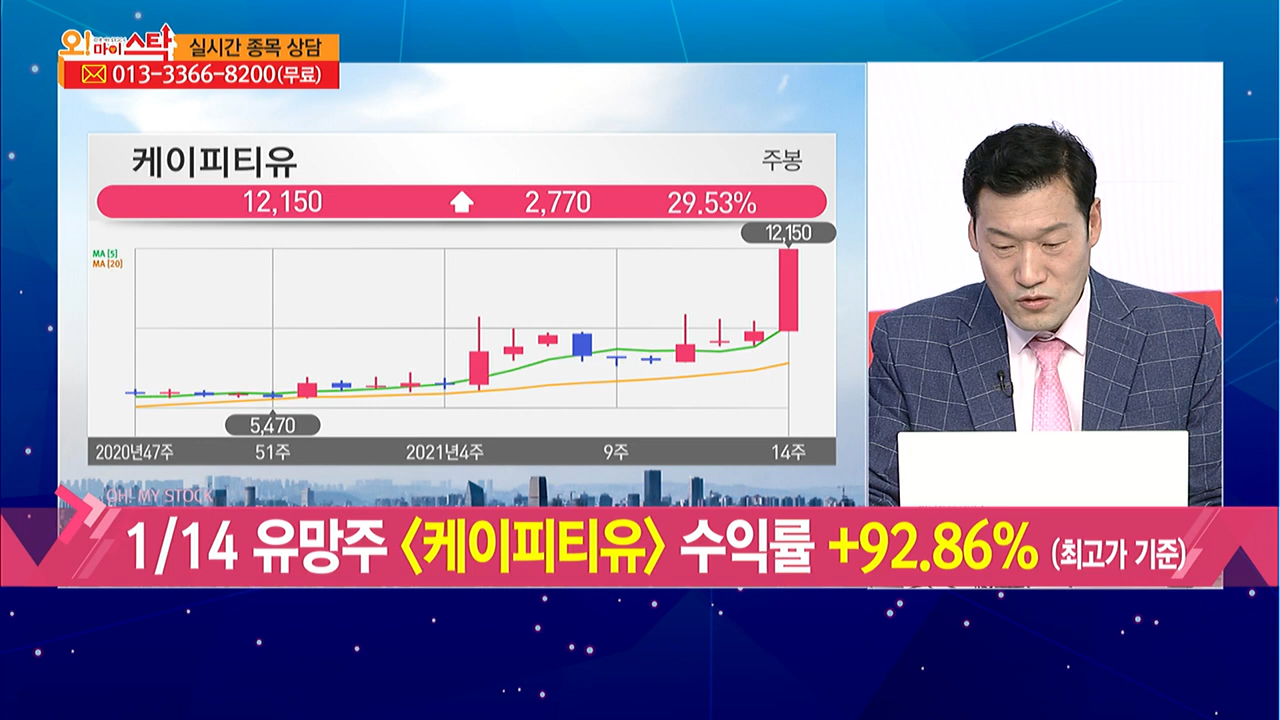 오! 마이 스탁 실시간 종목 상담
013-3366-8200(무료)
케이피티유 주봉
12,150 2,770 29.53%
12,150
MA [5]
MA [20]
5,470
2020년47주 51주 2021년4주 9주 14주
OH! MY STOCK
1/14 유망주 <케이피티유> 수익률 +92.86% (최고가 기준)